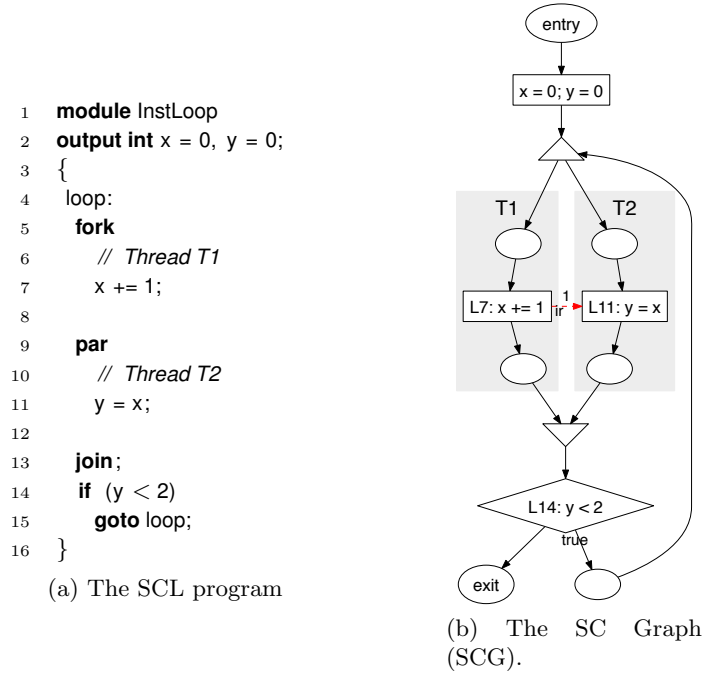 1 module InstLoop
2 output int x = 0, y = 0;
3 {
4 loop:
5 fork
6 // Thread T1
7 x += 1;
8
9 par
10 // Thread T2
11 y = x;
12
13 join;
14 if (y < 2)
15 goto loop;
16 }
(a) The SCL program
entry
x = 0; y = 0
T1 T2
L7: x += 1
1
ir
L11: y = x
L14: y < 2
true
exit
(b) The SC Graph
(SCG).